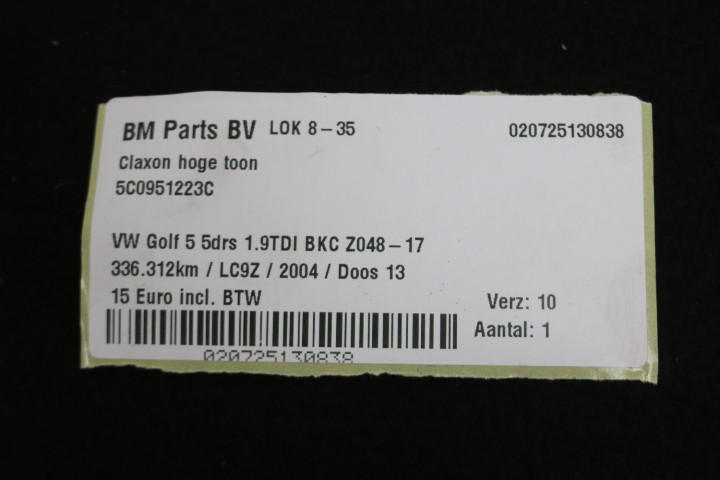 BM Parts BV LOK 8-35 020725130838
Claxon hoge toon
5C0951223C
VW Golf 5 5drs 1.9TDI BKC Z048-17
336.312km / LC9Z / 2004 / Doos 13
15 Euro incl. BTW Verz: 10
Aantal: 1
020725130838